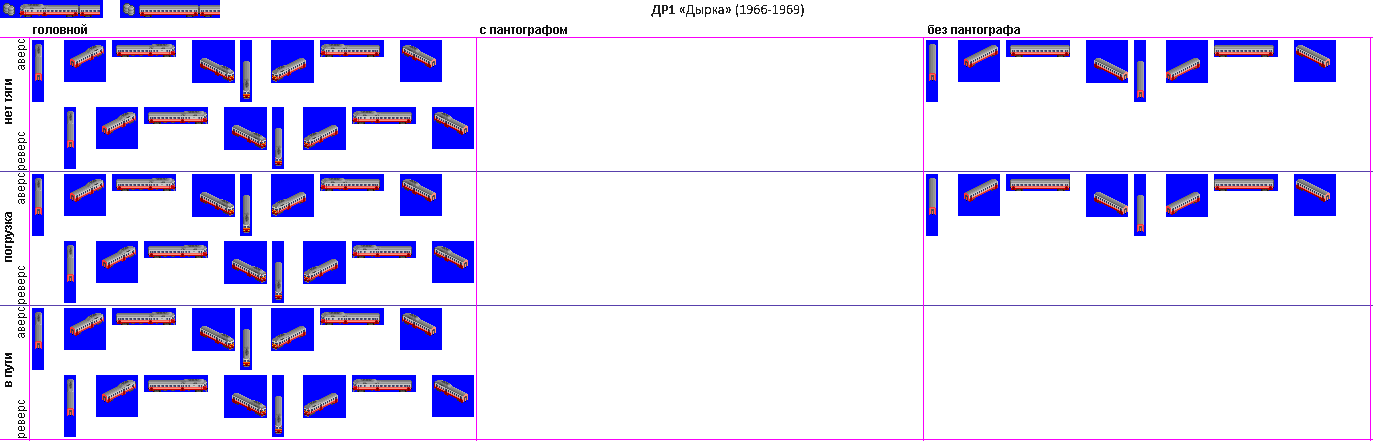 ДР1 «Дырка» (1966-1969)
головной
с пантографом
без пантографа
нет тяги
аверс
реверс
погрузка
аверс
реверс
в пути
аверс
реверс